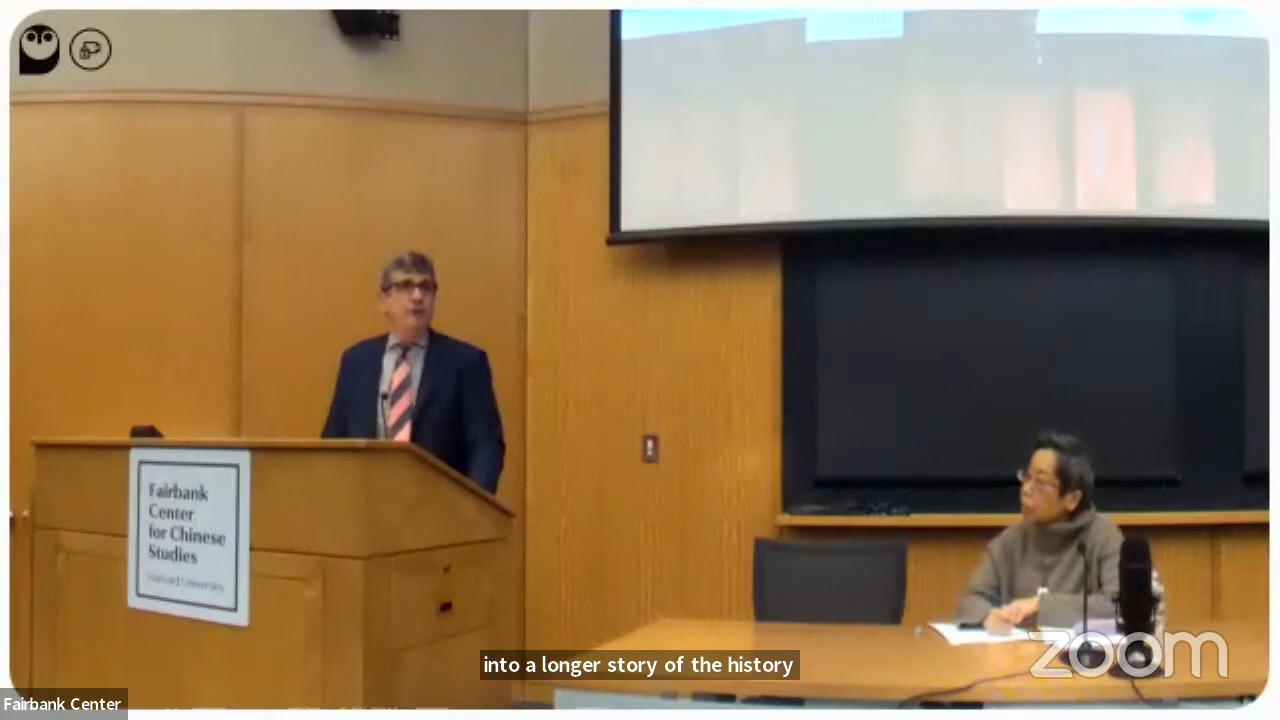 Fairbank
Center
for Chinese
Studies
Harvard University
into a longer story of the history
zoom
Fairbank Center